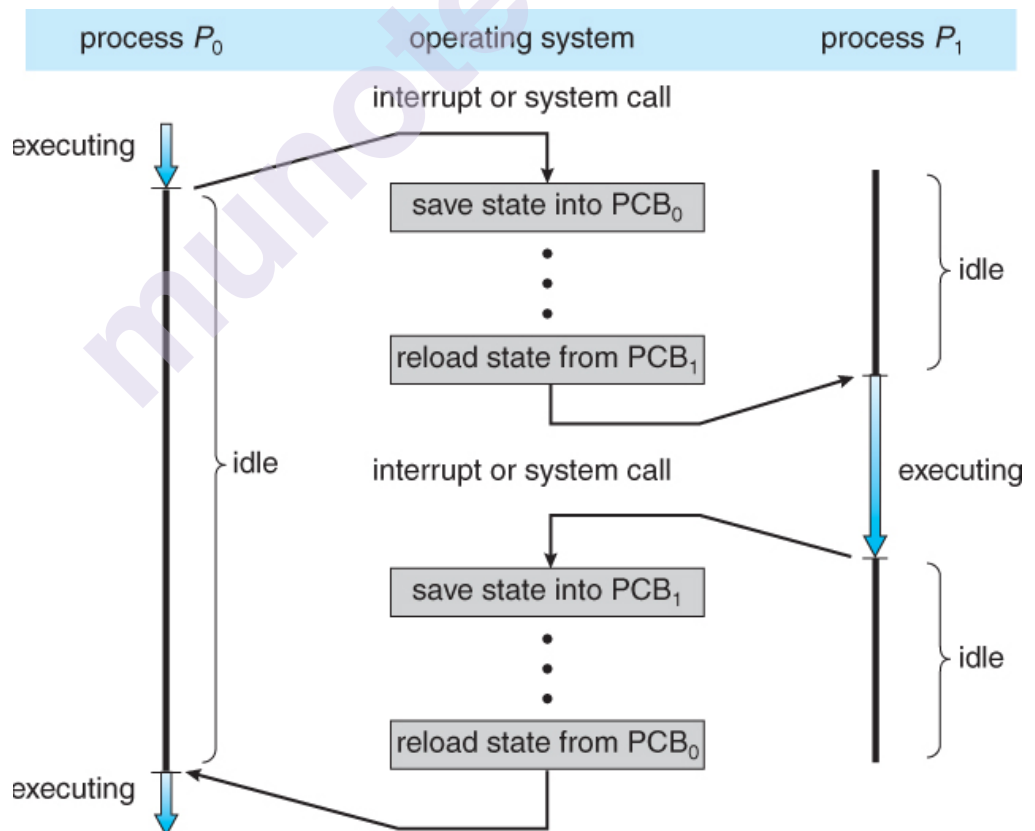 process P₀ operating system process P₁
interrupt or system call
executing
save state into PCB₀
idle
reload state from PCB₁
idle
interrupt or system call
executing
save state into PCB₁
idle
reload state from PCB₀
executing
munote